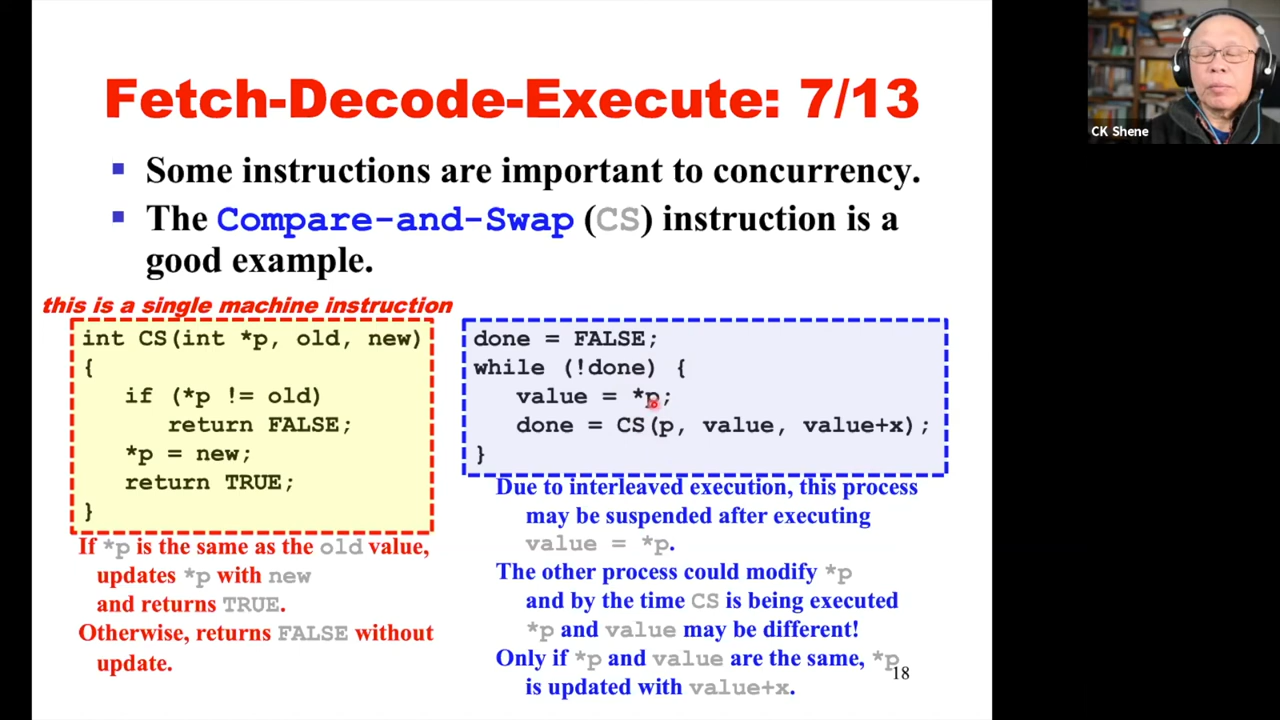 Fetch-Decode-Execute: 7/13
Some instructions are important to concurrency.
The Compare-and-Swap (CS) instruction is a
good example.
this is a single machine instruction
int CS(int *p, old, new)
{
if (*p != old)
return FALSE;
*p = new;
return TRUE;
}
If *p is the same as the old value,
updates *p with new
and returns TRUE.
Otherwise, returns FALSE without
update.
done = FALSE;
while (!done) {
value = *p;
done = CS(p, value, value+x);
}
Due to interleaved execution, this process
may be suspended after executing
value = *p.
The other process could modify *p
and by the time CS is being executed
*p and value may be different!
Only if *p and value are the same, *p
is updated with value+x.
18
CK Shene